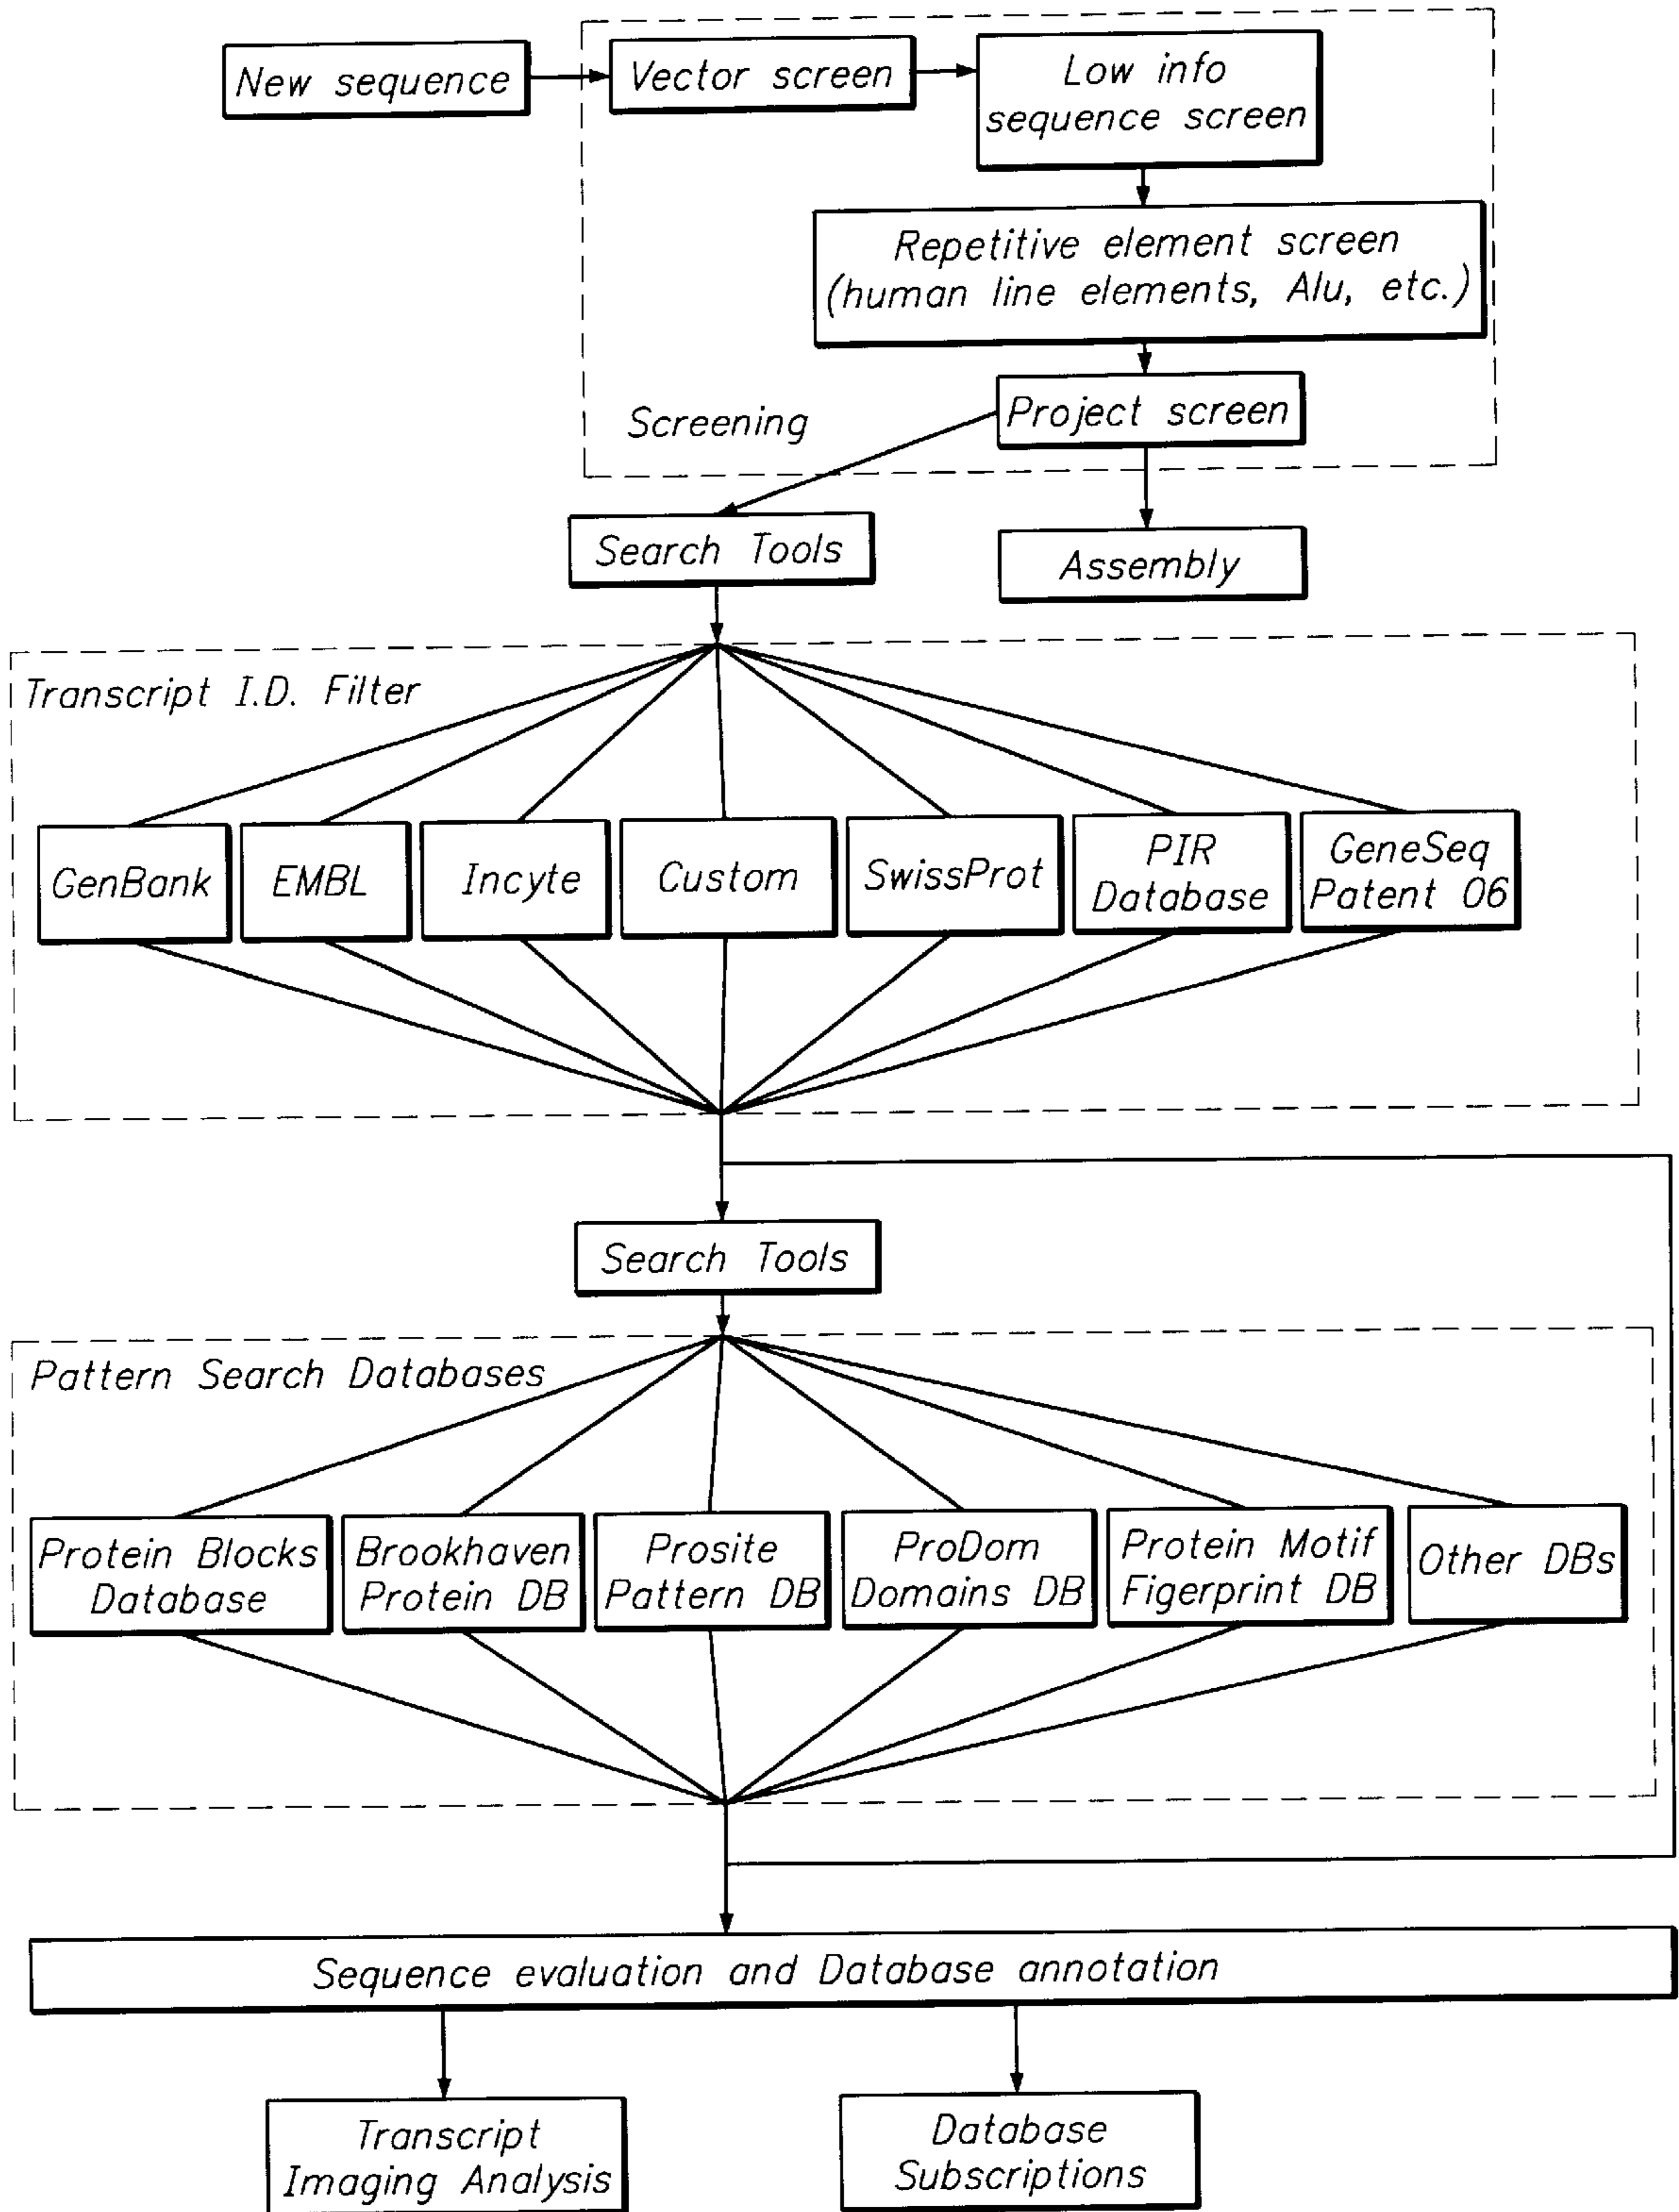 New sequence
Vector screen
Low info
sequence screen
Repetitive element screen
(human line elements, Alu, etc.)
Project screen
Screening
Search Tools
Assembly
Transcript I.D. Filter
GenBank
EMBL
Incyte
Custom
SwissProt
PIR
Database
GeneSeq
Patent 06
Search Tools
Pattern Search Databases
Protein Blocks
Database
Brookhaven
Protein DB
Prosite
Pattern DB
ProDom
Domains DB
Protein Motif
Figerprint DB
Other DBs
Sequence evaluation and Database annotation
Transcript
Imaging Analysis
Database
Subscriptions